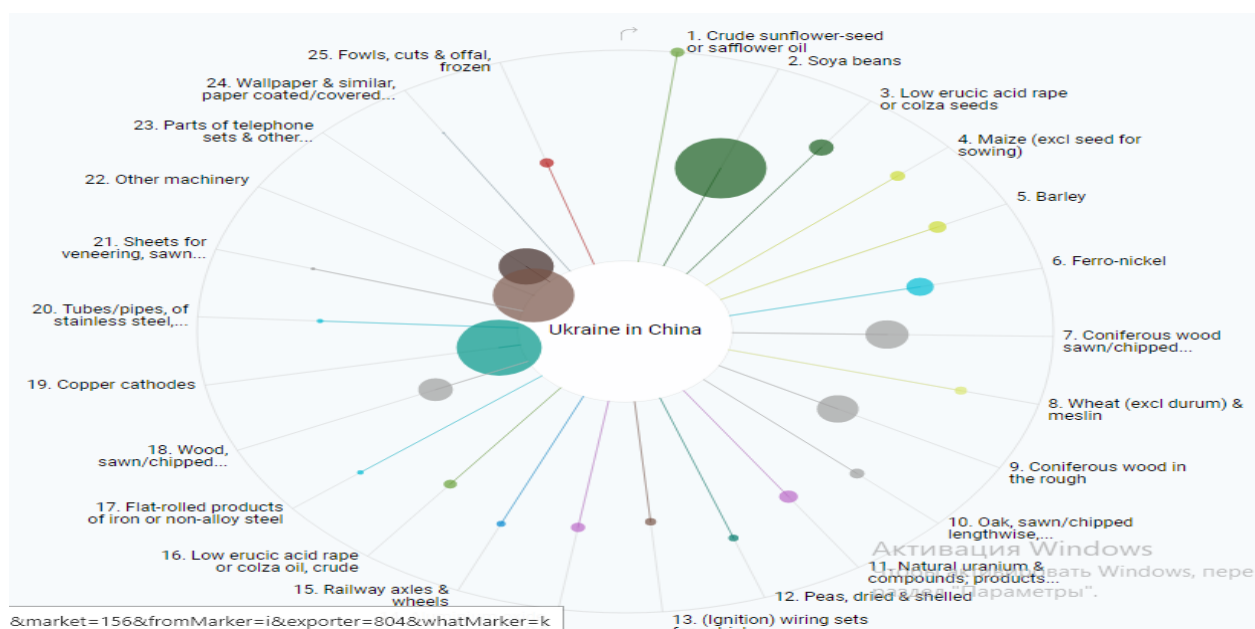 1. Crude sunflower-seed
or safflower oil
2. Soya beans
3. Low erucic acid rape
or colza seeds
4. Maize (excl seed for
sowing)
5. Barley
6. Ferro-nickel
7. Coniferous wood
sawn/chipped...
8. Wheat (excl durum) &
meslin
9. Coniferous wood in
the rough
10. Oak, sawn/chipped
lengthwise,...
11. Natural uranium &
compounds; products...
12. Peas, dried & shelled
13. (Ignition) wiring sets
15. Railway axles &
wheels
16. Low erucic acid rape
or colza oil, crude
17. Flat-rolled products
of iron or non-alloy steel
18. Wood,
sawn/chipped...
19. Copper cathodes
20. Tubes/pipes, of
stainless steel,...
21. Sheets for
veneering, sawn...
22. Other machinery
23. Parts of telephone
sets & other...
24. Wallpaper & similar,
paper coated/covered...
25. Fowls, cuts & offal,
frozen
Ukraine in China
Активация Windows
Windows, пере
раздел "Параметры".
&market=156&fromMarker=i&exporter=804&whatMarker=k